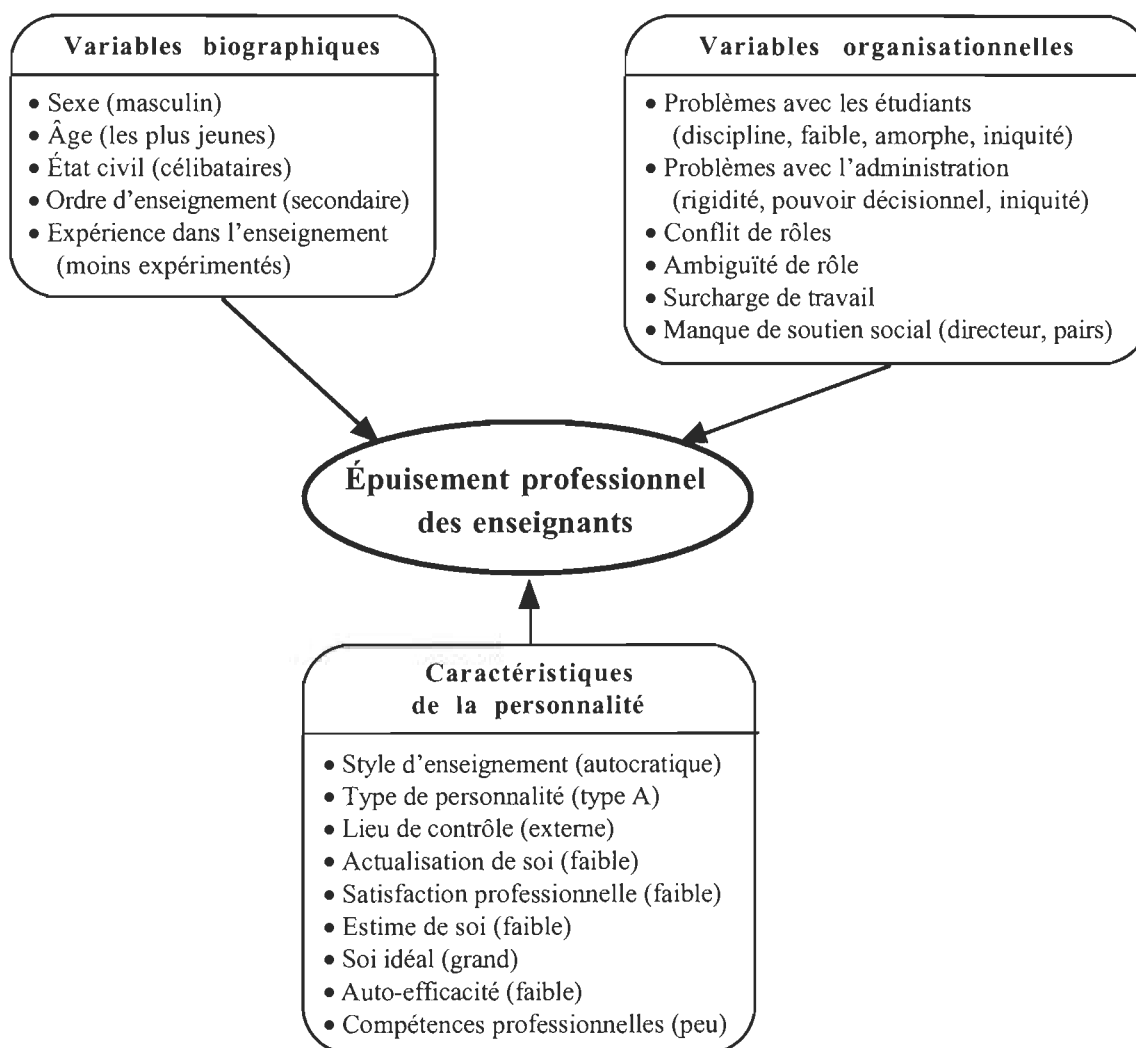 Variables biographiques
• Sexe (masculin)
• Âge (les plus jeunes)
• État civil (célibataires)
• Ordre d'enseignement (secondaire)
• Expérience dans l'enseignement
(moins expérimentés)
Variables organisationnelles
• Problèmes avec les étudiants
(discipline, faible, amorphe, iniquité)
• Problèmes avec l'administration
(rigidité, pouvoir décisionnel, iniquité)
• Conflit de rôles
• Ambiguïté de rôle
• Surcharge de travail
• Manque de soutien social (directeur, pairs)
Épuisement professionnel
des enseignants
Caractéristiques
de la personnalité
• Style d'enseignement (autocratique)
• Type de personnalité (type A)
• Lieu de contrôle (externe)
• Actualisation de soi (faible)
• Satisfaction professionnelle (faible)
• Estime de soi (faible)
• Soi idéal (grand)
• Auto-efficacité (faible)
• Compétences professionnelles (peu)